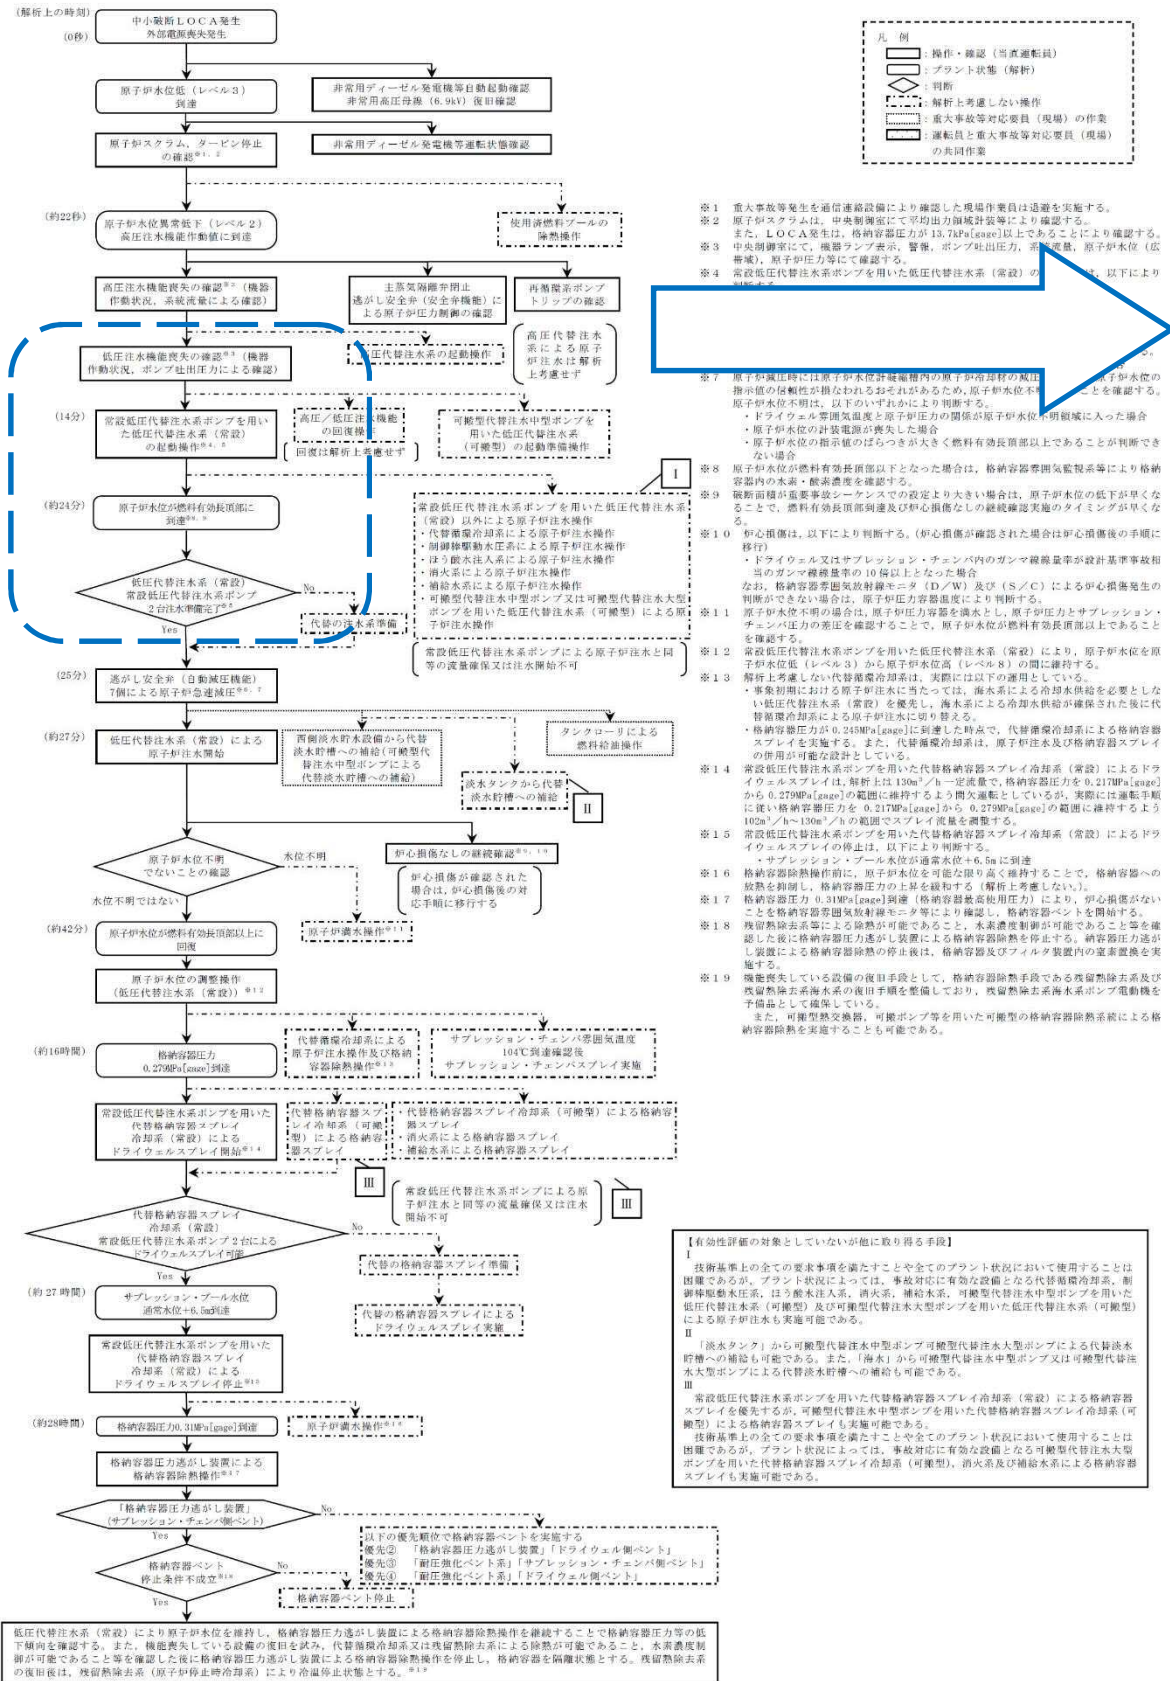 (解析上の時刻)
(0秒)
中小破断LOCA発生
外部電源喪失発生
原子炉水位低(レベル3)
到達
非常用ディーゼル発電機等自動起動確認
非常用高圧母線(6.9kV)復旧確認
原子炉スクラム、タービン停止
の確認※1,2
非常用ディーゼル発電機等運転状態確認
(約22秒)
原子炉水位異常低下(レベル2)
高圧注水機能作動値に到達
使用済燃料プールの
除熱操作
高圧注水機能喪失の確認※3(機器
作動状況、系統流量による確認)
主蒸気隔離弁閉止
逃がし安全弁(安全弁機能)に
よる原子炉圧力制御の確認
再循環系ポンプ
トリップの確認
高圧代替注水系の起動操作
高圧代替注水
系による原子
炉注水は解析
上考慮せず
低圧注水機能喪失の確認※3(機器
作動状況、ポンプ吐出圧力による確認)
(14分)
常設低圧代替注水系ポンプを用い
た低圧代替注水系(常設)
の起動操作※4,5
高圧/低圧注水機能
の回復操作
回復は解析上考慮せず
可搬型代替注水中型ポンプを
用いた低圧代替注水系
(可搬型)の起動準備操作
I
(約24分)
原子炉水位が燃料有効長頂部に
到達※8,9
常設低圧代替注水系ポンプを用いた低圧代替注水系
(常設)以外による原子炉注水操作
・代替循環冷却系による原子炉注水操作
・制御棒駆動水圧系による原子炉注水操作
・ほう酸水注入系による原子炉注水操作
・消火系による原子炉注水操作
・補給水系による原子炉注水操作
・可搬型代替注水中型ポンプ又は可搬型代替注水大型
ポンプを用いた低圧代替注水系(可搬型)による原
子炉注水操作
常設低圧代替注水系ポンプによる原子炉注水と同
等の流量確保又は注水開始不可
低圧代替注水系(常設)
常設低圧代替注水系ポンプ
2台注水準備完了※5
No
Yes
代替の注水系準備
(25分)
逃がし安全弁(自動減圧機能)
7個による原子炉急速減圧※6,7
(約27分)
低圧代替注水系(常設)による
原子炉注水開始
西側淡水貯水設備から代替
淡水貯槽への補給(可搬型代
替注水中型ポンプによる
代替淡水貯槽への補給)
タンクローリによる
燃料給油操作
淡水タンクから代替
淡水貯槽への補給
II
原子炉水位不明
でないことの確認
水位不明
水位不明ではない
炉心損傷なしの継続確認※9,10
炉心損傷が確認された
場合は、炉心損傷後の対
応手順に移行する
原子炉満水操作※11
(約42分)
原子炉水位が燃料有効長頂部以上に
回復
原子炉水位の調整操作
(低圧代替注水系(常設))※12
(約16時間)
格納容器圧力
0.279MPa[gage]到達
代替循環冷却系による
原子炉注水操作及び格納
容器除熱操作※13
サプレッション・チェンバ雰囲気温度
104℃到達確認後
サプレッション・チェンバスプレイ実施
常設低圧代替注水系ポンプを用いた
代替格納容器スプレイ
冷却系(常設)による
ドライウェルスプレイ開始※14
代替格納容器スプ
レイ冷却系(可搬
型)による格納容
器スプレイ
・代替格納容器スプレイ冷却系(可搬型)による格納容
器スプレイ
・消火系による格納容器スプレイ
・補給水系による格納容器スプレイ
III
常設低圧代替注水系ポンプによる原
子炉注水と同等の流量確保又は注水
開始不可
III
代替格納容器スプレイ
冷却系(常設)
常設低圧代替注水系ポンプ2台による
ドライウェルスプレイ可能
No
Yes
代替の格納容器スプレイ準備
代替の格納容器スプレイによる
ドライウェルスプレイ実施
(約27時間)
サプレッション・プール水位
通常水位+6.5m到達
常設低圧代替注水系ポンプを用いた
代替格納容器スプレイ
冷却系(常設)による
ドライウェルスプレイ停止※15
(約28時間)
格納容器圧力0.31MPa[gage]到達
原子炉満水操作※16
格納容器圧力逃がし装置による
格納容器除熱操作※17
「格納容器圧力逃がし装置」
(サプレッション・チェンバ側ベント)
No
Yes
以下の優先順位で格納容器ベントを実施する
優先② 「格納容器圧力逃がし装置」「ドライウェル側ベント」
優先③ 「耐圧強化ベント系」「サプレッション・チェンバ側ベント」
優先④ 「耐圧強化ベント系」「ドライウェル側ベント」
格納容器ベント
停止条件不成立※18
No
Yes
格納容器ベント停止
低圧代替注水系(常設)により原子炉水位を維持し、格納容器圧力逃がし装置による格納容器除熱操作を継続することで格納容器圧力等の低
下傾向を確認する。また、機能喪失している設備の復旧を試み、代替循環冷却系又は残留熱除去系による除熱が可能であること、水素濃度制
御が可能であること等を確認した後に格納容器圧力逃がし装置による格納容器除熱操作を停止し、格納容器を隔離状態とする。残留熱除去系
の復旧後は、残留熱除去系(原子炉停止時冷却系)により冷温停止状態とする。※19
凡 例
:操作・確認(当直運転員)
:プラント状態(解析)
:判断
:解析上考慮しない操作
:重大事故等対応要員(現場)の作業
:運転員と重大事故等対応要員(現場)
の共同作業
※1 重大事故等発生を通信連絡設備により確認した現場作業員は退避を実施する。
※2 原子炉スクラムは、中央制御室にて平均出力領域計装等により確認する。
また、LOCA発生は、格納容器圧力が13.7kPa[gage]以上であることにより確認する。
※3 中央制御室にて、機器ランプ表示、警報、ポンプ吐出圧力、系統流量、原子炉水位(広
帯域)、原子炉圧力等にて確認する。
※4 常設低圧代替注水系ポンプを用いた低圧代替注水系(常設)の は、以下により
る。
※7 原子炉減圧時には原子炉水位計凝縮槽内の原子炉冷却材の減圧 原子炉水位の
指示値の信頼性が損なわれるおそれがあるため、原子炉水位不明 ことを確認する。
原子炉水位不明は、以下のいずれかにより判断する。
・ドライウェル雰囲気温度と原子炉圧力の関係が原子炉水位不明領域に入った場合
・原子炉水位の計装電源が喪失した場合
・原子炉水位の指示値のばらつきが大きく燃料有効長頂部以上であることが判断でき
ない場合
※8 原子炉水位が燃料有効長頂部以下となった場合は、格納容器雰囲気監視系等により格納
容器内の水素・酸素濃度を確認する。
※9 破断面積が重要事故シーケンスでの設定より大きい場合は、原子炉水位の低下が早くな
ることで、燃料有効長頂部到達及び炉心損傷なしの継続確認実施のタイミングが早くな
る。
※10 炉心損傷は、以下により判断する。(炉心損傷が確認された場合は炉心損傷後の手順に
移行)
・ドライウェル又はサプレッション・チェンバ内のガンマ線線量率が設計基準事故相
当のガンマ線線量率の10倍以上となった場合
なお、格納容器雰囲気放射線モニタ(D/W)及び(S/C)による炉心損傷発生の
判断ができない場合は、原子炉圧力容器温度により判断する。
※11 原子炉水位不明の場合は、原子炉圧力容器を満水とし、原子炉圧力とサプレッション・
チェンバ圧力の差圧を確認することで、原子炉水位が燃料有効長頂部以上であること
を確認する。
※12 常設低圧代替注水系ポンプを用いた低圧代替注水系(常設)により、原子炉水位を原
子炉水位低(レベル3)から原子炉水位高(レベル8)の間に維持する。
※13 解析上考慮しない代替循環冷却系は、実際には以下の運用としている。
・事象初期における原子炉注水に当たっては、海水系による冷却水供給を必要としな
い低圧代替注水系(常設)を優先し、海水系による冷却水供給が確保された後に代
替循環冷却系による原子炉注水に切り替える。
・格納容器圧力が0.245MPa[gage]に到達した時点で、代替循環冷却系による格納容器
スプレイを実施する。また、代替循環冷却系は、原子炉注水及び格納容器スプレイ
の併用が可能な設計としている。
※14 常設低圧代替注水系ポンプを用いた代替格納容器スプレイ冷却系(常設)によるドラ
イウェルスプレイは、解析上は130m³/h一定流量で、格納容器圧力を0.217MPa[gage]
から0.279MPa[gage]の範囲に維持するよう間欠運転としているが、実際には運転手順
に従い格納容器圧力を0.217MPa[gage]から0.279MPa[gage]の範囲に維持するよう
102m³/h~130m³/hの範囲でスプレイ流量を調整する。
※15 常設低圧代替注水系ポンプを用いた代替格納容器スプレイ冷却系(常設)によるドラ
イウェルスプレイの停止は、以下により判断する。
・サプレッション・プール水位が通常水位+6.5mに到達
※16 格納容器除熱操作前に、原子炉水位を可能な限り高く維持することで、格納容器への
放熱を抑制し、格納容器圧力の上昇を緩和する(解析上考慮しない。)。
※17 格納容器圧力0.31MPa[gage]到達(格納容器最高使用圧力)により、炉心損傷がない
ことを格納容器雰囲気放射線モニタ等により確認し、格納容器ベントを開始する。
※18 残留熱除去系等による除熱が可能であること、水素濃度制御が可能であること等を確
認した後に格納容器圧力逃がし装置による格納容器除熱を停止する。納容器圧力逃が
し装置による格納容器除熱の停止後は、格納容器及びフィルタ装置内の窒素置換を実
施する。
※19 機能喪失している設備の復旧手段として、格納容器除熱手段である残留熱除去系及び
残留熱除去系海水系の復旧手順を整備しており、残留熱除去系海水系ポンプ電動機を
予備品として確保している。
また、可搬型熱交換器、可搬ポンプ等を用いた可搬型の格納容器除熱系統による格
納容器除熱を実施することも可能である。
【有効性評価の対象としていないが他に取り得る手段】
I
技術基準上の全ての要求事項を満たすことや全てのプラント状況において使用することは
困難であるが、プラント状況によっては、事故対応に有効な設備となる代替循環冷却系、制
御棒駆動水圧系、ほう酸水注入系、消火系、補給水系、可搬型代替注水中型ポンプを用いた
低圧代替注水系(可搬型)及び可搬型代替注水大型ポンプを用いた低圧代替注水系(可搬型)
による原子炉注水も実施可能である。
II
「淡水タンク」から可搬型代替注水中型ポンプ可搬型代替注水大型ポンプによる代替淡水
貯槽への補給も可能である。また、「海水」から可搬型代替注水中型ポンプ又は可搬型代替注
水大型ポンプによる代替淡水貯槽への補給も可能である。
III
常設低圧代替注水系ポンプを用いた代替格納容器スプレイ冷却系(常設)による格納容器
スプレイを優先するが、可搬型代替注水中型ポンプを用いた代替格納容器スプレイ冷却系(可
搬型)による格納容器スプレイも実施可能である。
技術基準上の全ての要求事項を満たすことや全てのプラント状況において使用することは
困難であるが、プラント状況によっては、事故対応に有効な設備となる可搬型代替注水大型
ポンプを用いた代替格納容器スプレイ冷却系(可搬型)、消火系及び補給水系による格納容器
スプレイも実施可能である。